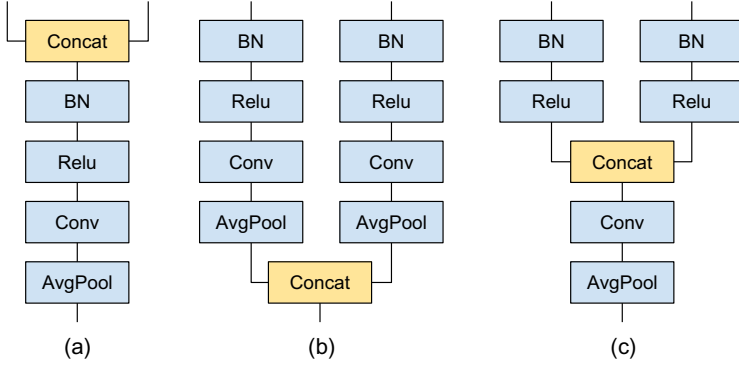 Concat
BN
Relu
Conv
AvgPool
(a)
BN
BN
Relu
Relu
Conv
Conv
AvgPool
AvgPool
Concat
(b)
BN
BN
Relu
Relu
Concat
Conv
AvgPool
(c)